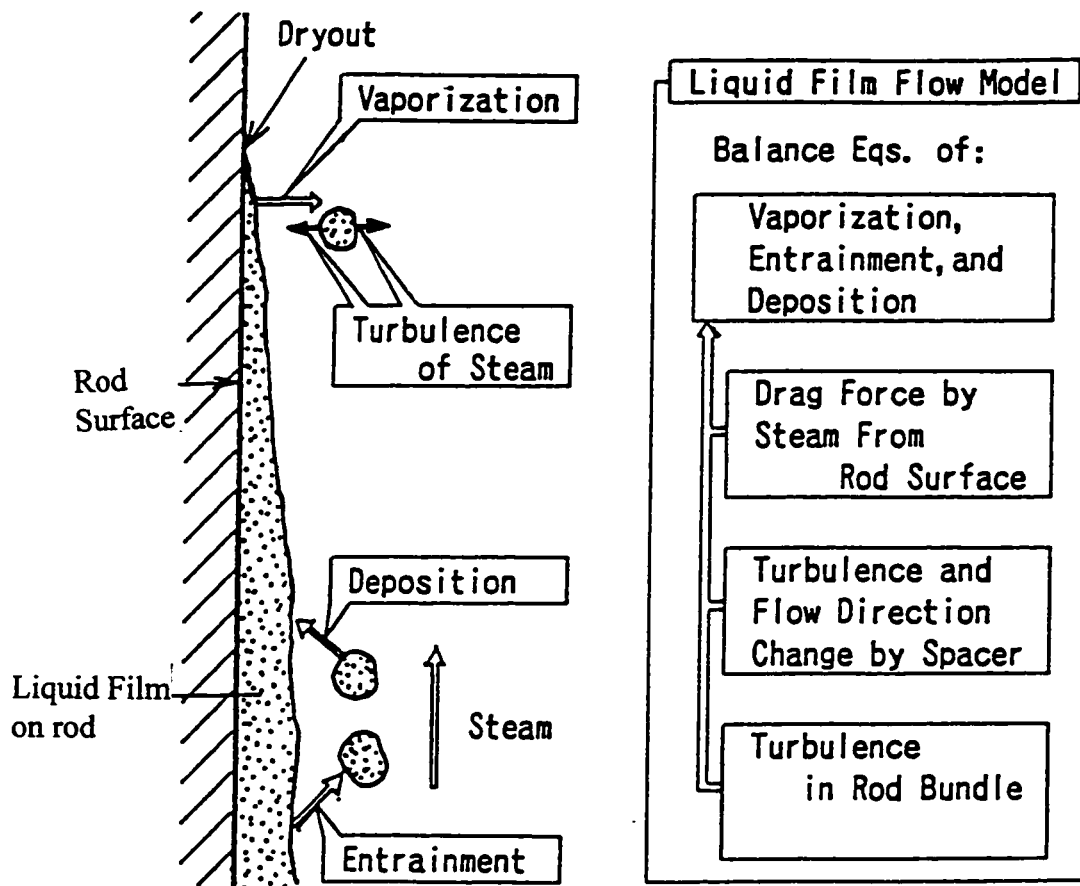 Dryout
Vaporization
Turbulence
of Steam
Rod
Surface
Deposition
Liquid Film
on rod
Steam
Entrainment
Liquid Film Flow Model
Balance Eqs. of:
Vaporization,
Entrainment, and
Deposition
Drag Force by
Steam From
Rod Surface
Turbulence and
Flow Direction
Change by Spacer
Turbulence
in Rod Bundle